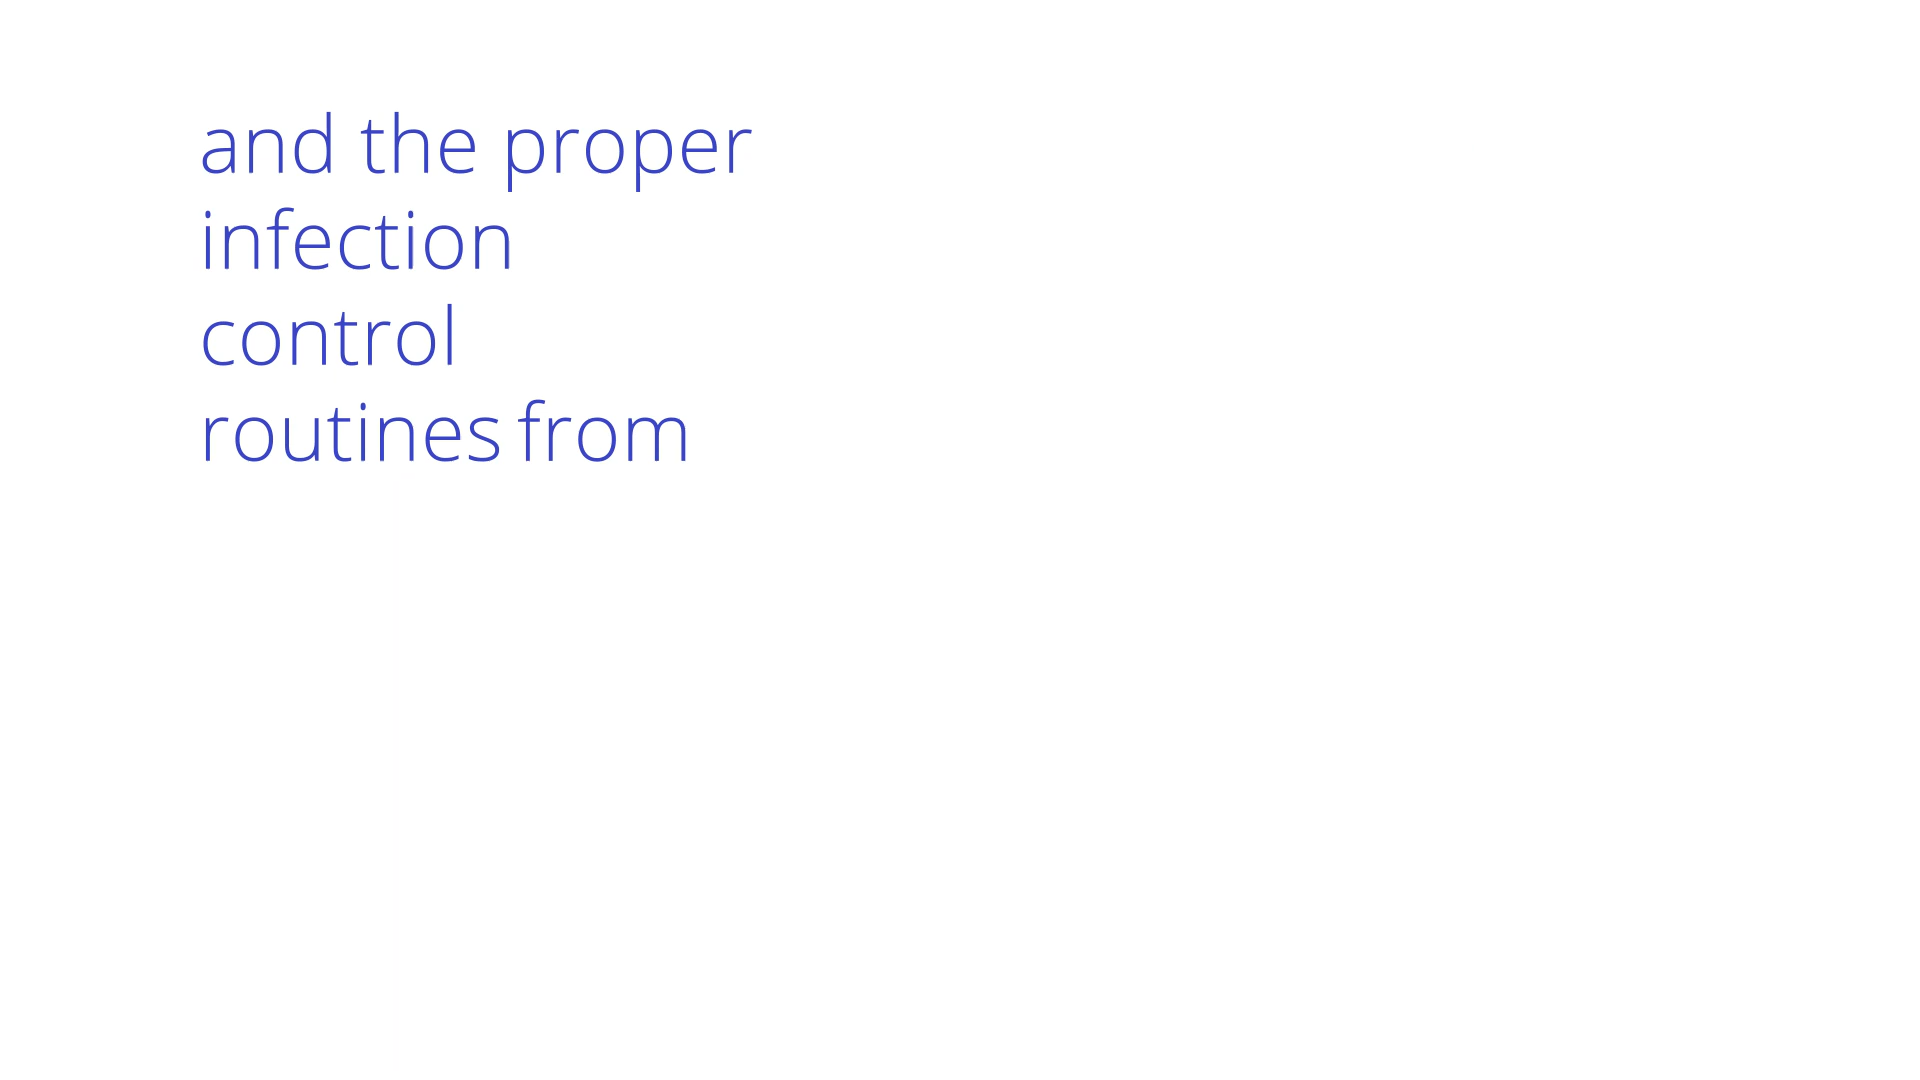 and the proper
infection
control
routines from